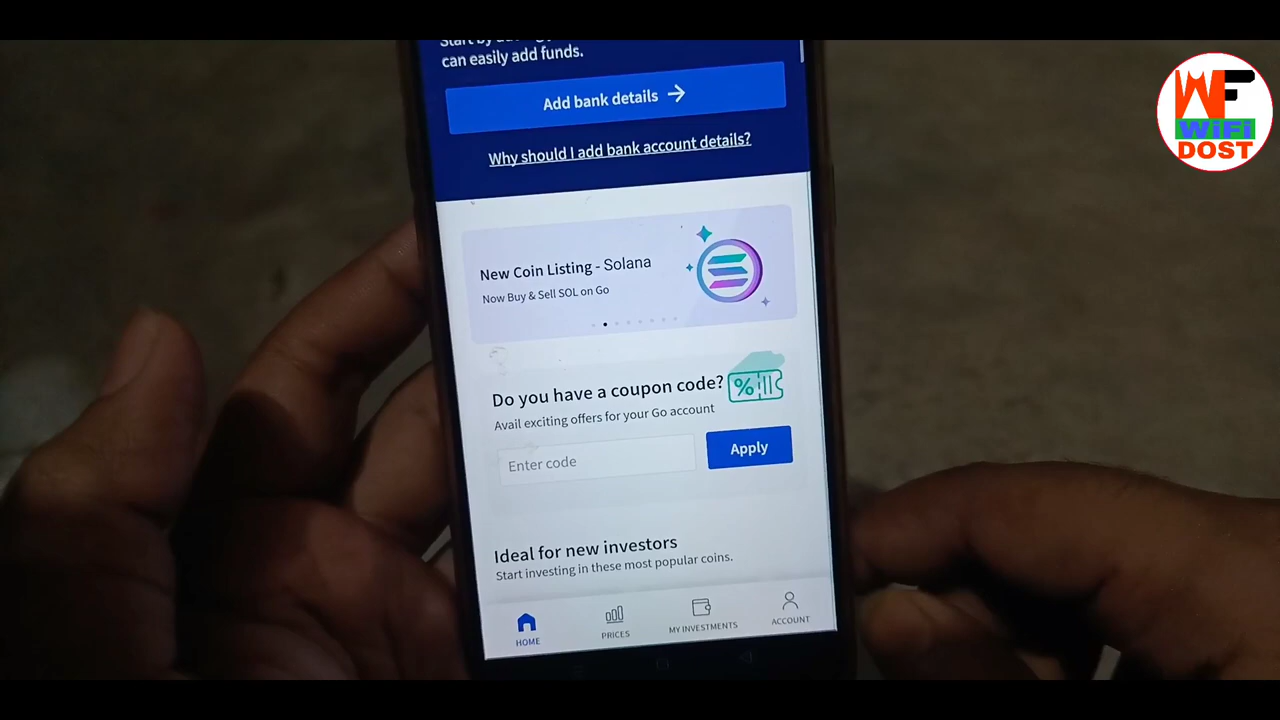 can easily add funds.
Add bank details
Why should I add bank account details?
New Coin Listing - Solana
Now Buy & Sell SOL on Go
Do you have a coupon code?
Avail exciting offers for your Go account
Enter code
Apply
Ideal for new investors
Start investing in these most popular coins.
HOME
PRICES
MY INVESTMENTS
ACCOUNT
WF
WiFi
DOST